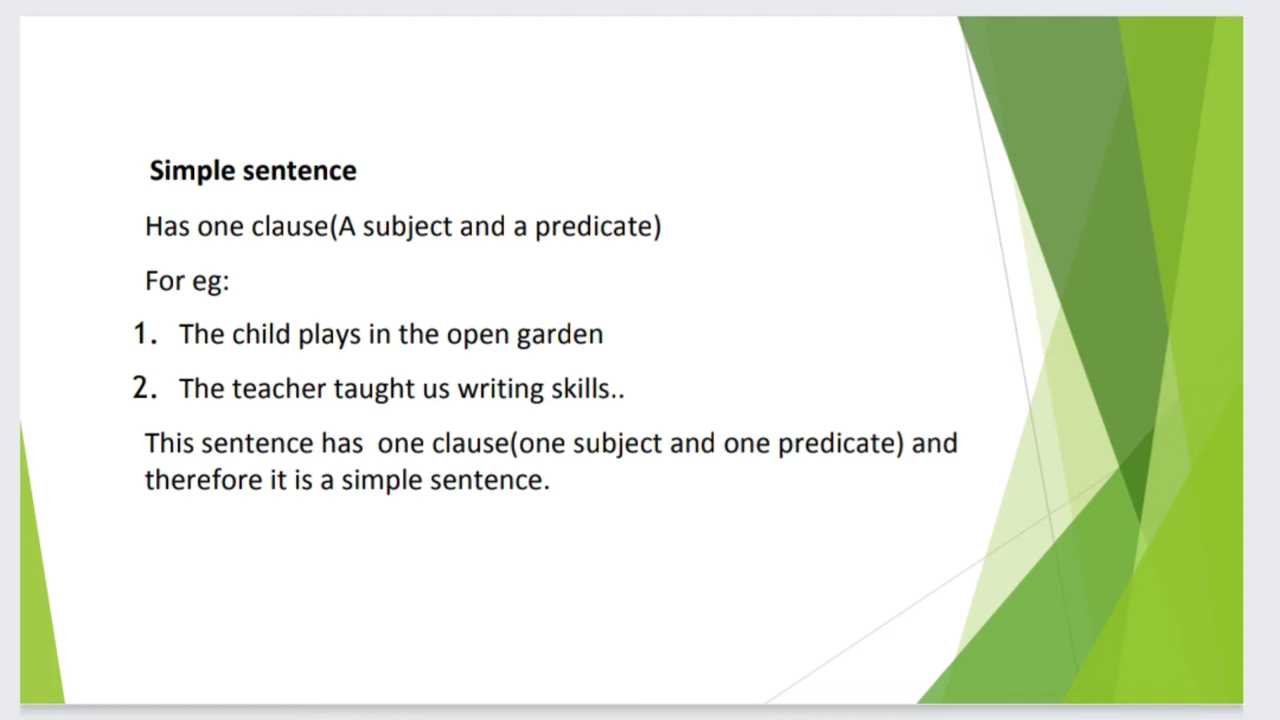 Simple sentence
Has one clause(A subject and a predicate)
For eg:
1. The child plays in the open garden
2. The teacher taught us writing skills..
This sentence has  one clause(one subject and one predicate) and
therefore it is a simple sentence.